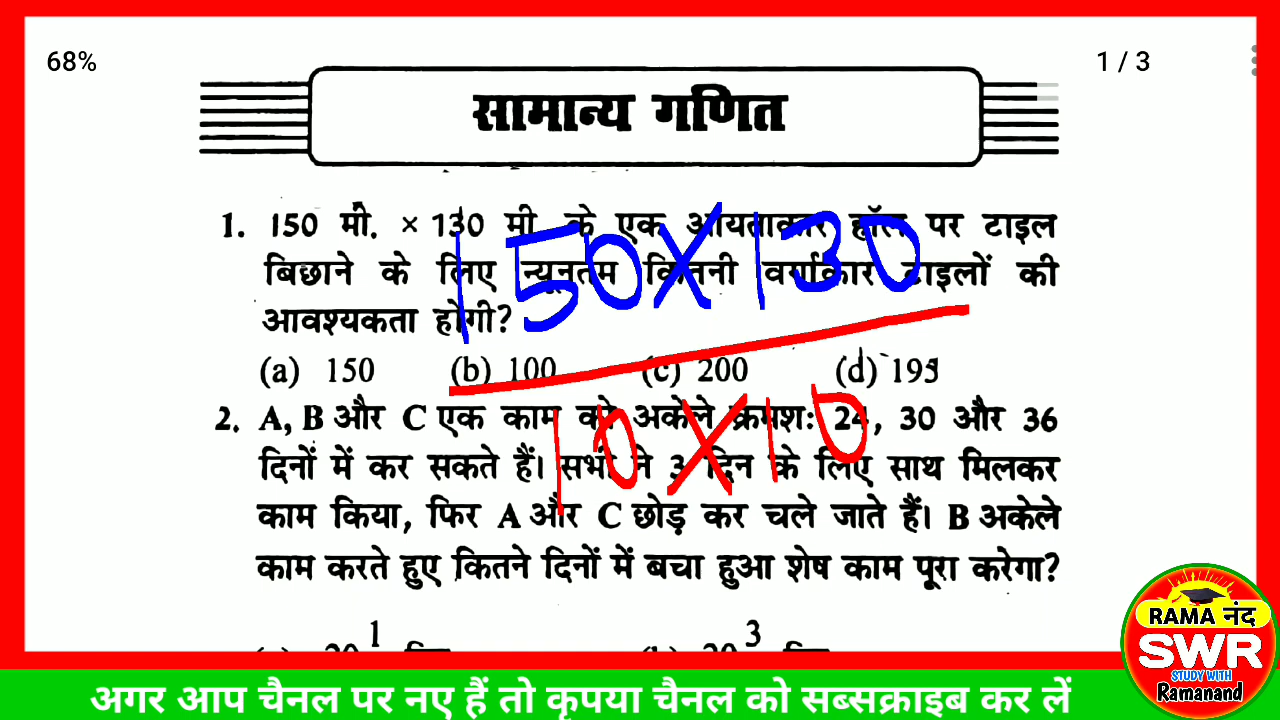 68%
1 / 3
सामान्य गणित
1. 150 मी. × 130 मी. के एक आयताकार हॉल पर टाइल
बिछाने के लिए न्यूनतम कितनी वर्गाकार टाइलों की
आवश्यकता होगी?
150×130
(a) 150 (b) 100 (c) 200 (d) 195
10×10
2. A, B और C एक काम को अकेले क्रमशः 24, 30 और 36
दिनों में कर सकते हैं। सभी ने 3 दिन के लिए साथ मिलकर
काम किया, फिर A और C छोड़ कर चले जाते हैं। B अकेले
काम करते हुए कितने दिनों में बचा हुआ शेष काम पूरा करेगा?
1 3
RAMA नंद
SWR
STUDY WITH
Ramanand
अगर आप चैनल पर नए हैं तो कृपया चैनल को सब्सक्राइब कर लें